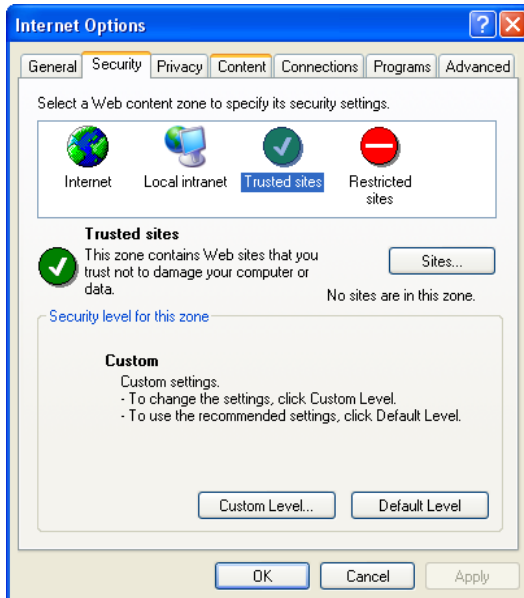 Internet Options
General Security Privacy Content Connections Programs Advanced
Select a Web content zone to specify its security settings.
Internet Local intranet Trusted sites Restricted
sites
Trusted sites
This zone contains Web sites that you
trust not to damage your computer or
data.
Sites...
No sites are in this zone.
Security level for this zone
Custom
Custom settings.
- To change the settings, click Custom Level.
- To use the recommended settings, click Default Level.
Custom Level... Default Level
OK Cancel Apply